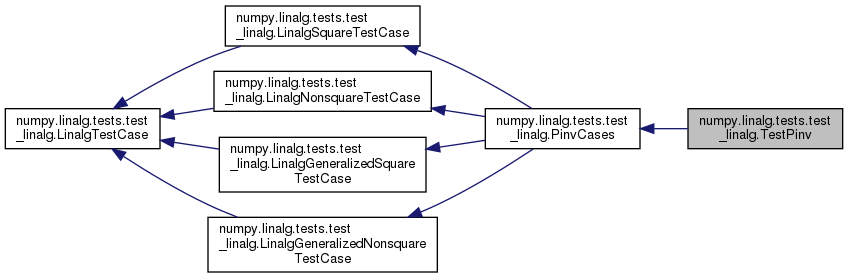 numpy.linalg.tests.test
_linalg.LinalgSquareTestCase
numpy.linalg.tests.test
_linalg.LinalgNonsquareTestCase
numpy.linalg.tests.test
_linalg.LinalgTestCase
numpy.linalg.tests.test
_linalg.PinvCases
numpy.linalg.tests.test
_linalg.TestPinv
numpy.linalg.tests.test
_linalg.LinalgGeneralizedSquare
TestCase
numpy.linalg.tests.test
_linalg.LinalgGeneralizedNonsquare
TestCase